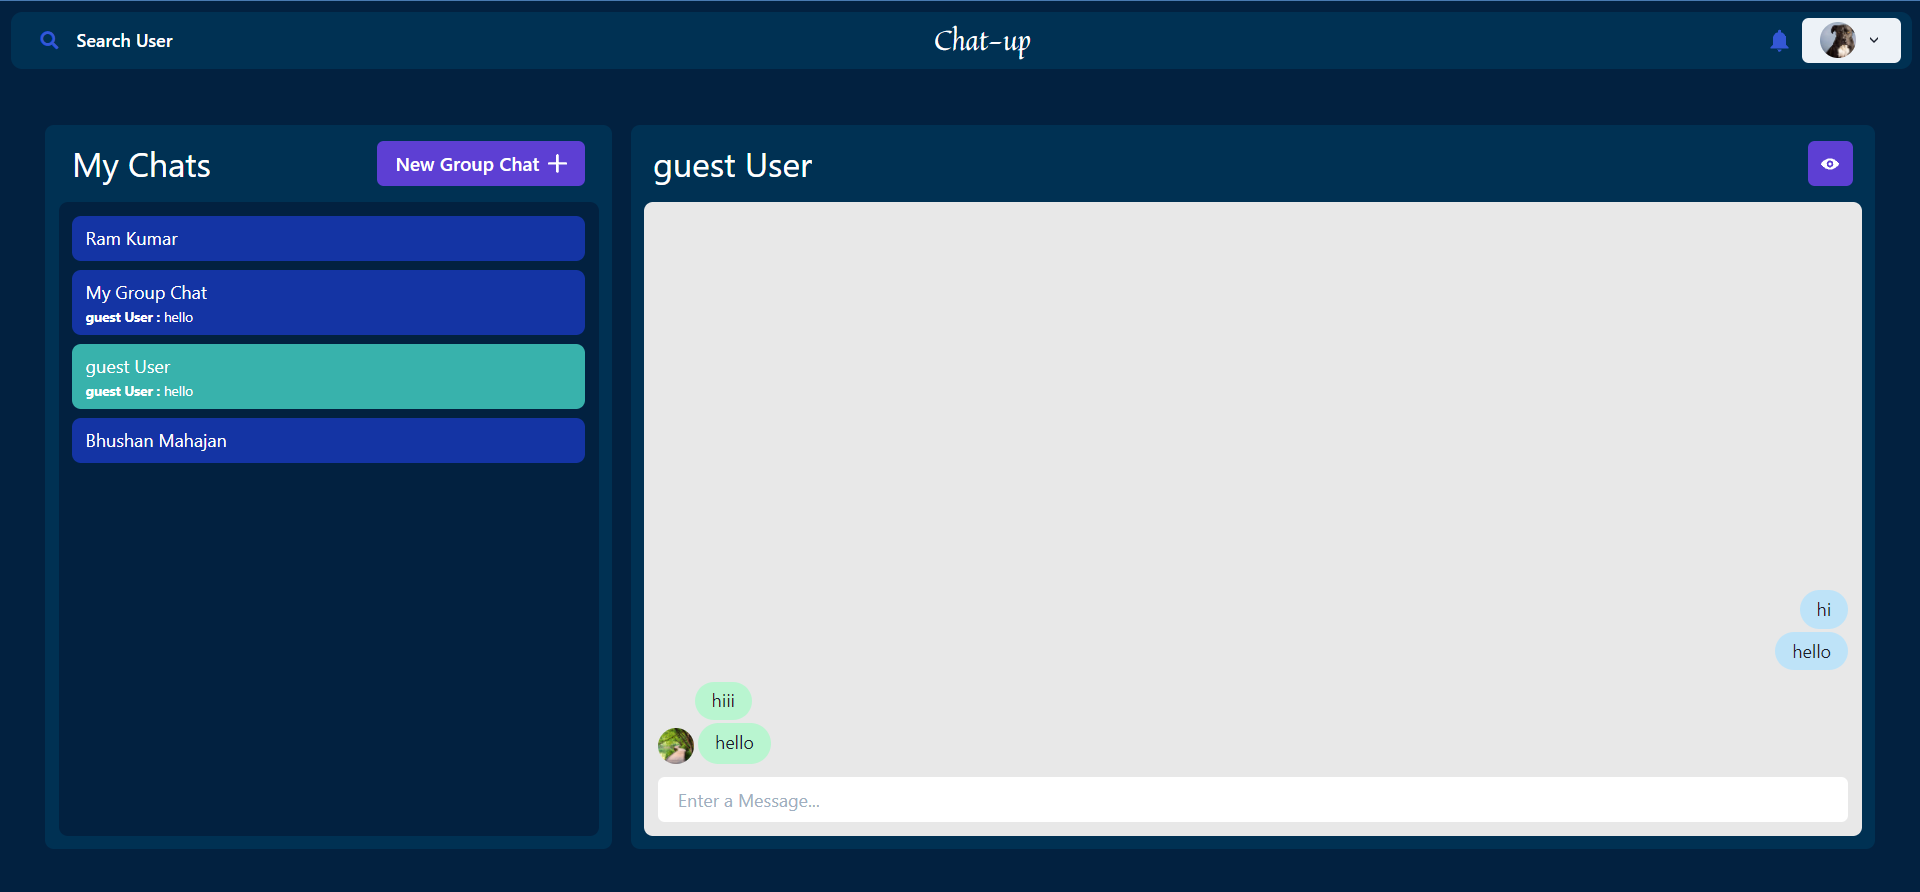 Search User
Chat-up
My Chats
New Group Chat
Ram Kumar
My Group Chat
guest User : hello
guest User
guest User : hello
Bhushan Mahajan
guest User
hi
hello
hiii
hello
Enter a Message...